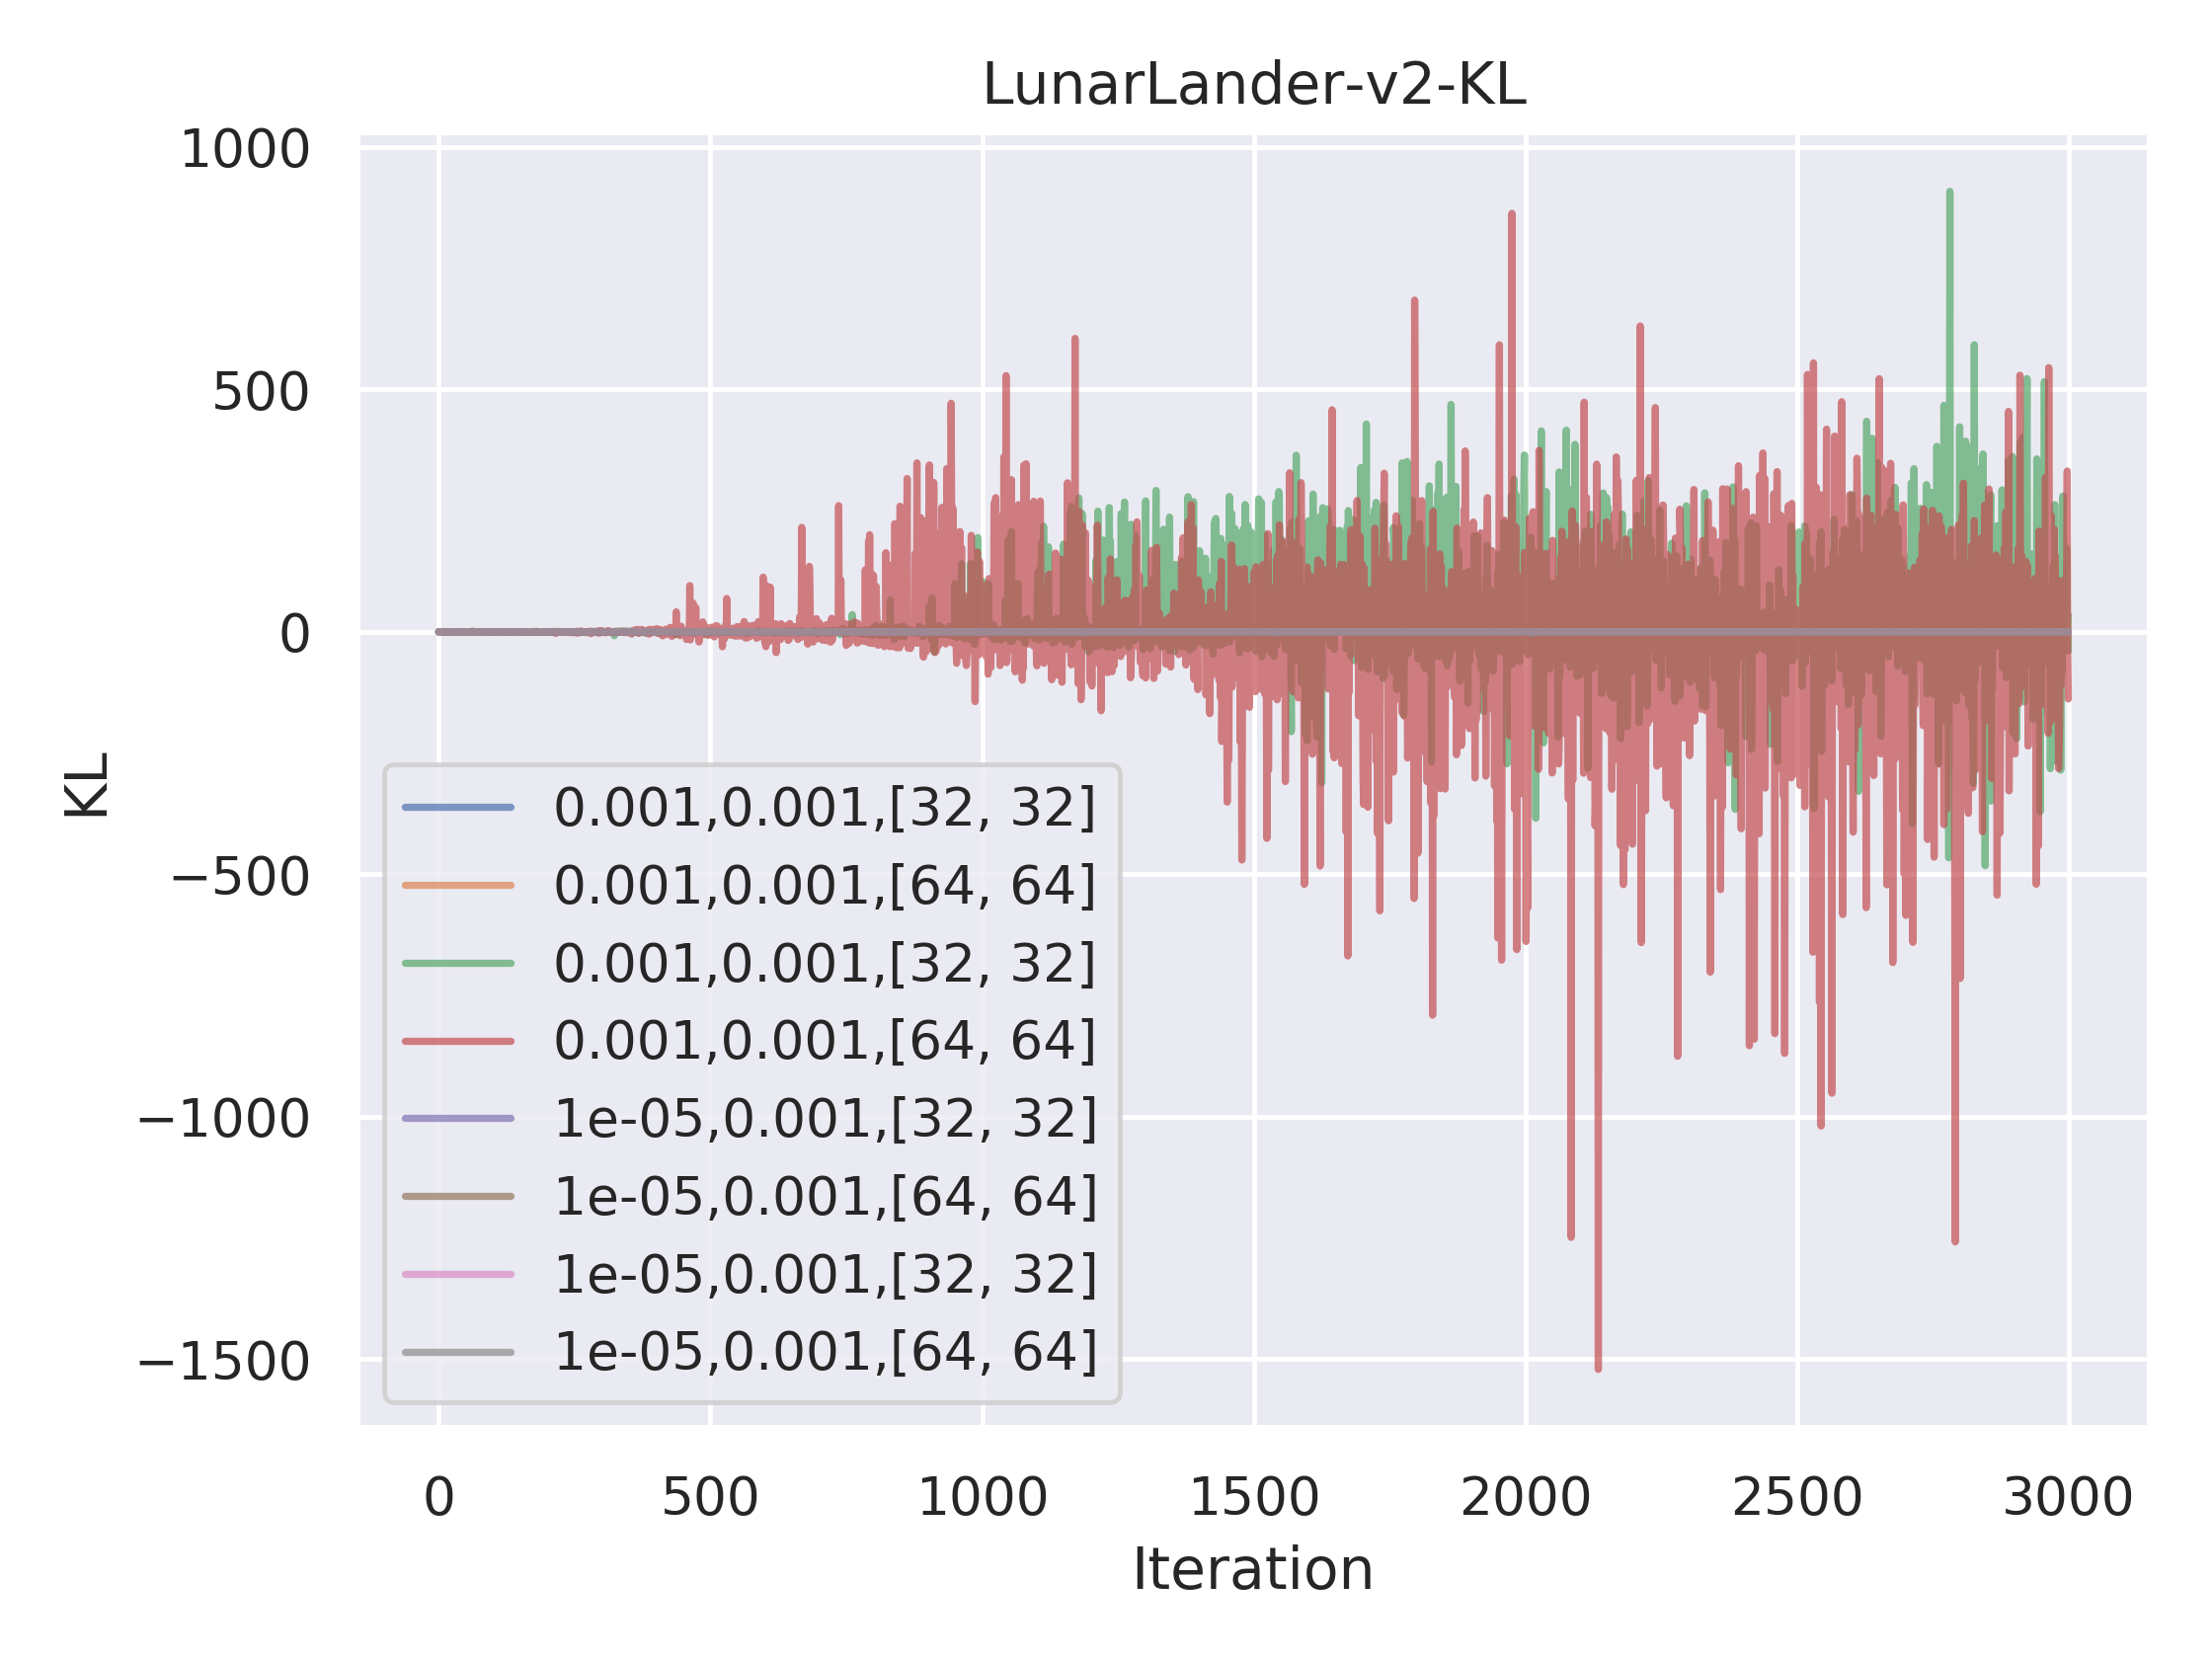 LunarLander-v2-KL
1000
500
0
−500
−1000
−1500
KL
0.001,0.001,[32, 32]
0.001,0.001,[64, 64]
0.001,0.001,[32, 32]
0.001,0.001,[64, 64]
1e-05,0.001,[32, 32]
1e-05,0.001,[64, 64]
1e-05,0.001,[32, 32]
1e-05,0.001,[64, 64]
0 500 1000 1500 2000 2500 3000
Iteration